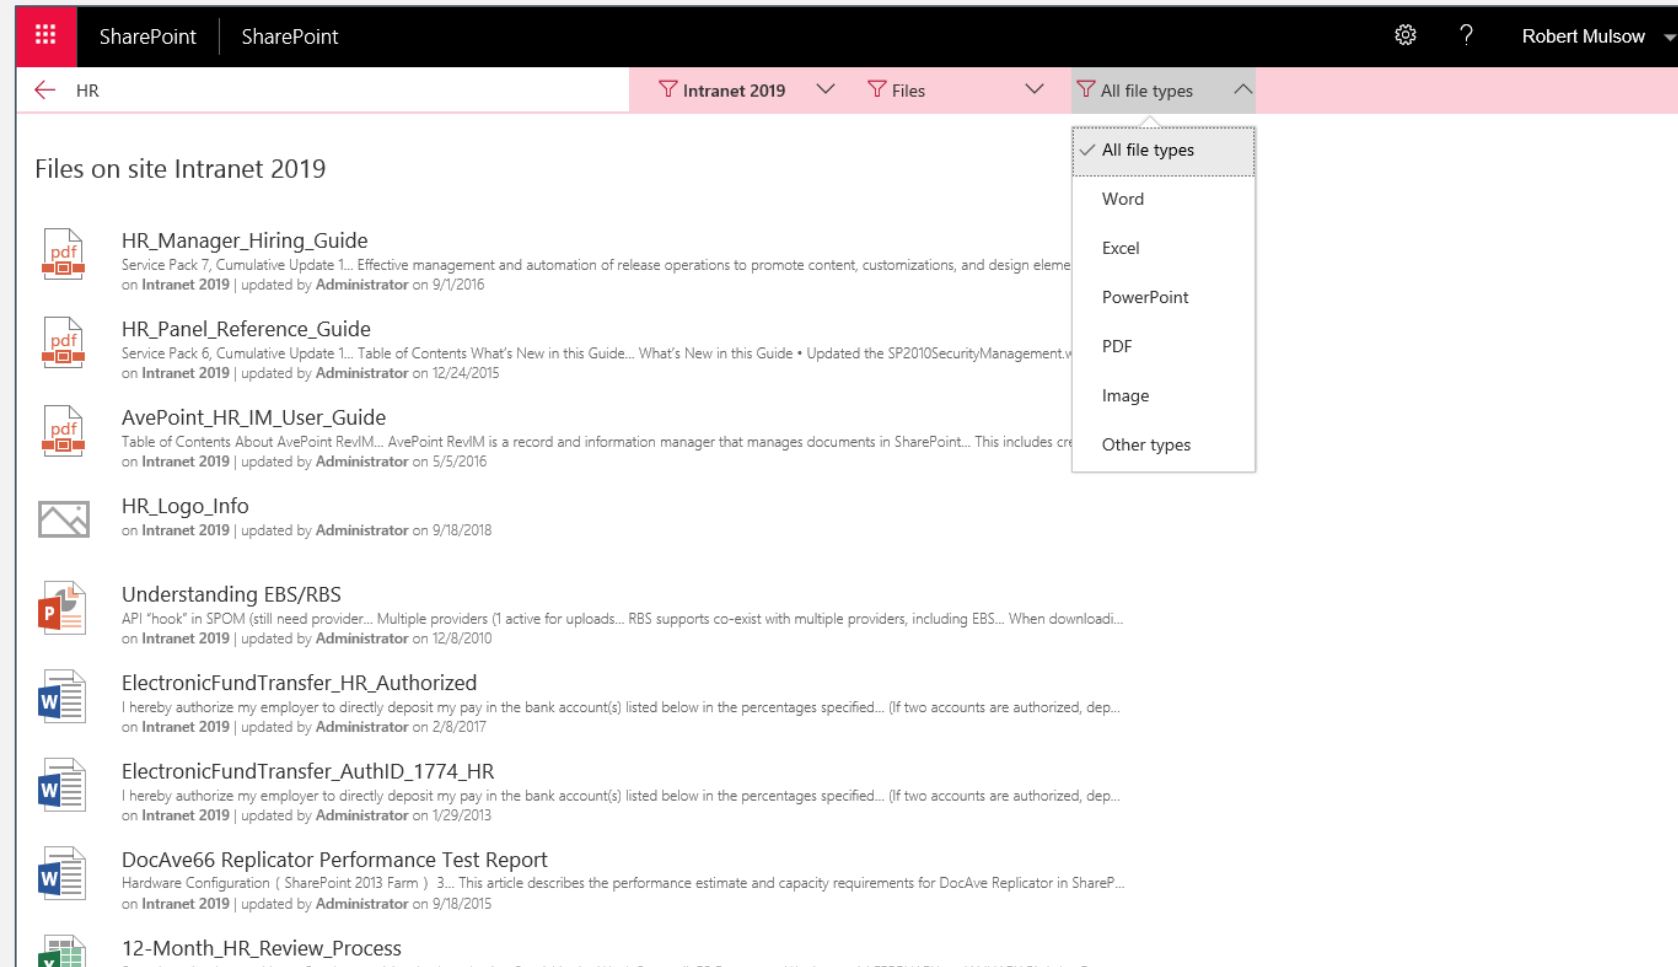 SharePoint SharePoint Robert Mulsow
HR Intranet 2019 Files All file types
Files on site Intranet 2019
All file types
Word
Excel
PowerPoint
PDF
Image
Other types
pdf
HR_Manager_Hiring_Guide
Service Pack 7, Cumulative Update 1... Effective management and automation of release operations to promote content, customizations, and design eleme
on Intranet 2019 | updated by Administrator on 9/1/2016
pdf
HR_Panel_Reference_Guide
Service Pack 6, Cumulative Update 1... Table of Contents What's New in this Guide... What's New in this Guide • Updated the SP2010SecurityManagement.w
on Intranet 2019 | updated by Administrator on 12/24/2015
pdf
AvePoint_HR_IM_User_Guide
Table of Contents About AvePoint RevIM... AvePoint RevIM is a record and information manager that manages documents in SharePoint... This includes cre
on Intranet 2019 | updated by Administrator on 5/5/2016
HR_Logo_Info
on Intranet 2019 | updated by Administrator on 9/18/2018
P
Understanding EBS/RBS
API "hook" in SPOM (still need provider... Multiple providers (1 active for uploads... RBS supports co-exist with multiple providers, including EBS... When downloadi...
on Intranet 2019 | updated by Administrator on 12/8/2010
W
ElectronicFundTransfer_HR_Authorized
I hereby authorize my employer to directly deposit my pay in the bank account(s) listed below in the percentages specified... (If two accounts are authorized, dep...
on Intranet 2019 | updated by Administrator on 2/8/2017
W
ElectronicFundTransfer_AuthID_1774_HR
I hereby authorize my employer to directly deposit my pay in the bank account(s) listed below in the percentages specified... (If two accounts are authorized, dep...
on Intranet 2019 | updated by Administrator on 1/29/2013
W
DocAve66 Replicator Performance Test Report
Hardware Configuration ( SharePoint 2013 Farm ) 3... This article describes the performance estimate and capacity requirements for DocAve Replicator in ShareP...
on Intranet 2019 | updated by Administrator on 9/18/2015
X
12-Month_HR_Review_Process